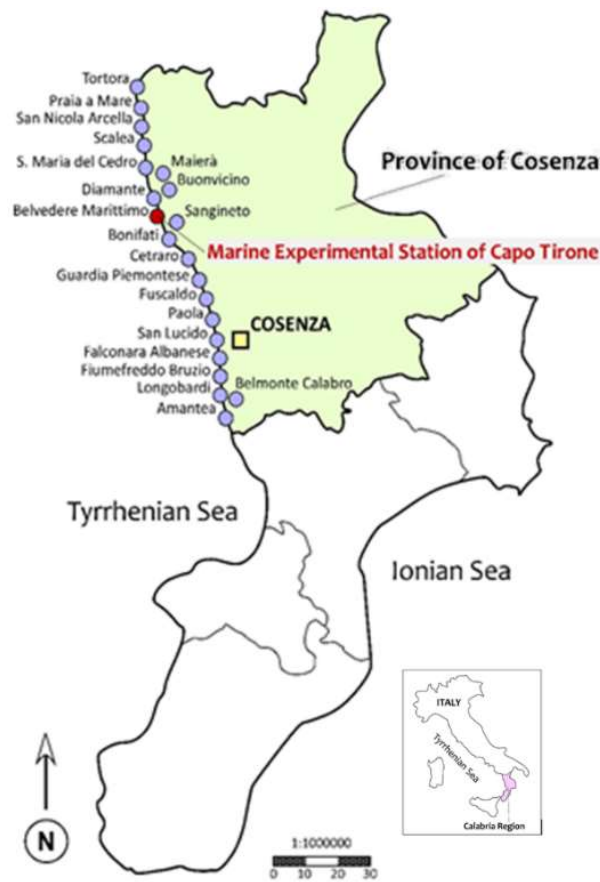 Tortora
Praia a Mare
San Nicola Arcella
Scalea
S. Maria del Cedro
Maierà
Buonvicino
Diamante
Belvedere Marittimo
Sangineto
Bonifati
Cetraro
Marine Experimental Station of Capo Tirone
Guardia Piemontese
Fuscaldo
Paola
San Lucido
Falconara Albanese
Fiumefreddo Bruzio
Longobardi
Amantea
Belmonte Calabro
COSENZA
Province of Cosenza
Tyrrhenian Sea
Ionian Sea
ITALY
Tyrrhenian Sea
Calabria Region
N
1:1000000
0 10 20 30